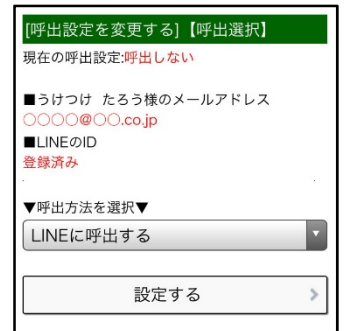 [呼出設定を変更する]【呼出選択】
現在の呼出設定:呼出しない
■うけつけ たろう様のメールアドレス
○○○○@○○.co.jp
■LINEのID
登録済み
▼呼出方法を選択▼
LINEに呼出する
設定する